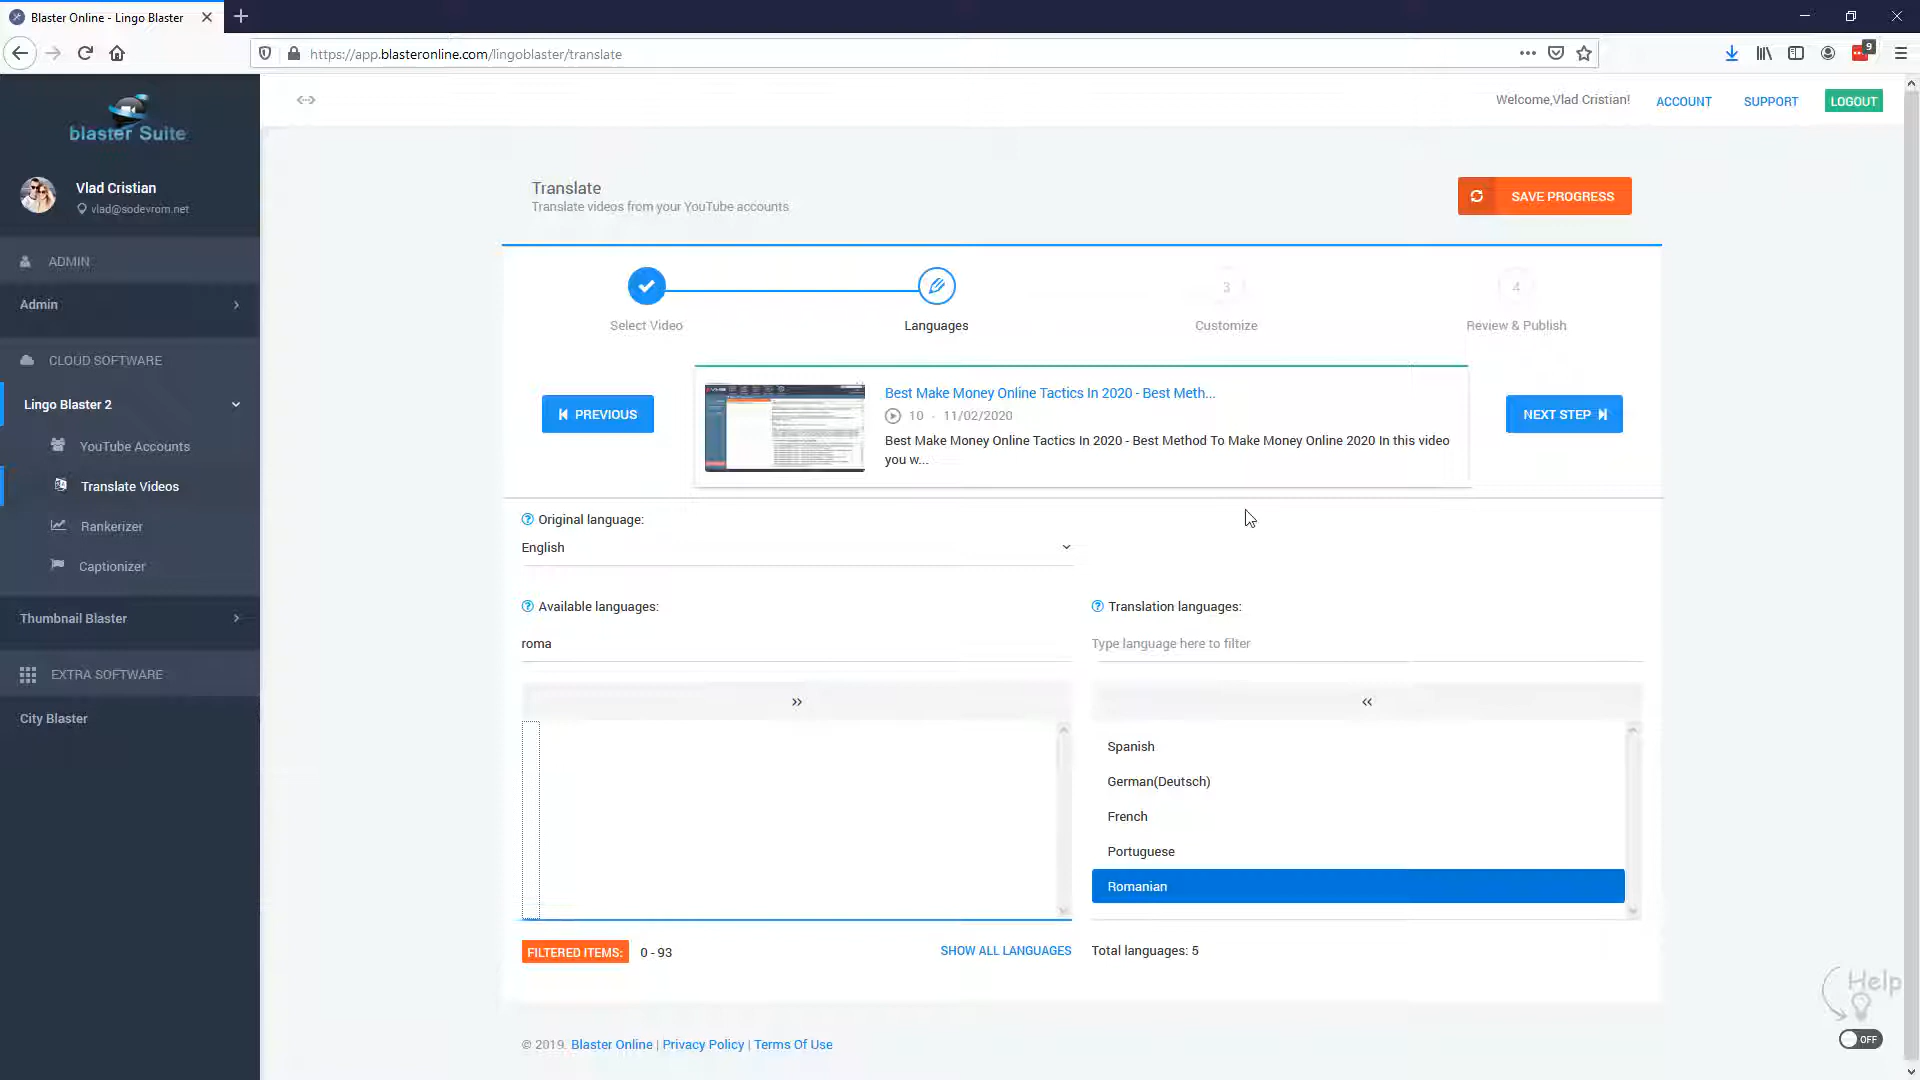 Blaster Online - Lingo Blaster
https://app.blasteronline.com/lingoblaster/translate
9
blaster Suite
Welcome,Vlad Cristian!
ACCOUNT
SUPPORT
LOGOUT
Vlad Cristian
vlad@sodevrom.net
ADMIN
Admin
CLOUD SOFTWARE
Lingo Blaster 2
YouTube Accounts
Translate Videos
Rankerizer
Captionizer
Thumbnail Blaster
EXTRA SOFTWARE
City Blaster
Translate
Translate videos from your YouTube accounts
SAVE PROGRESS
3
4
Select Video
Languages
Customize
Review & Publish
PREVIOUS
Best Make Money Online Tactics In 2020 - Best Meth...
10 - 11/02/2020
Best Make Money Online Tactics In 2020 - Best Method To Make Money Online 2020 In this video
you w...
NEXT STEP
Original language:
English
Available languages:
roma
Translation languages:
Type language here to filter
»
«
Spanish
German(Deutsch)
French
Portuguese
Romanian
FILTERED ITEMS: 0 - 93
SHOW ALL LANGUAGES
Total languages: 5
Help
OFF
© 2019. Blaster Online | Privacy Policy | Terms Of Use